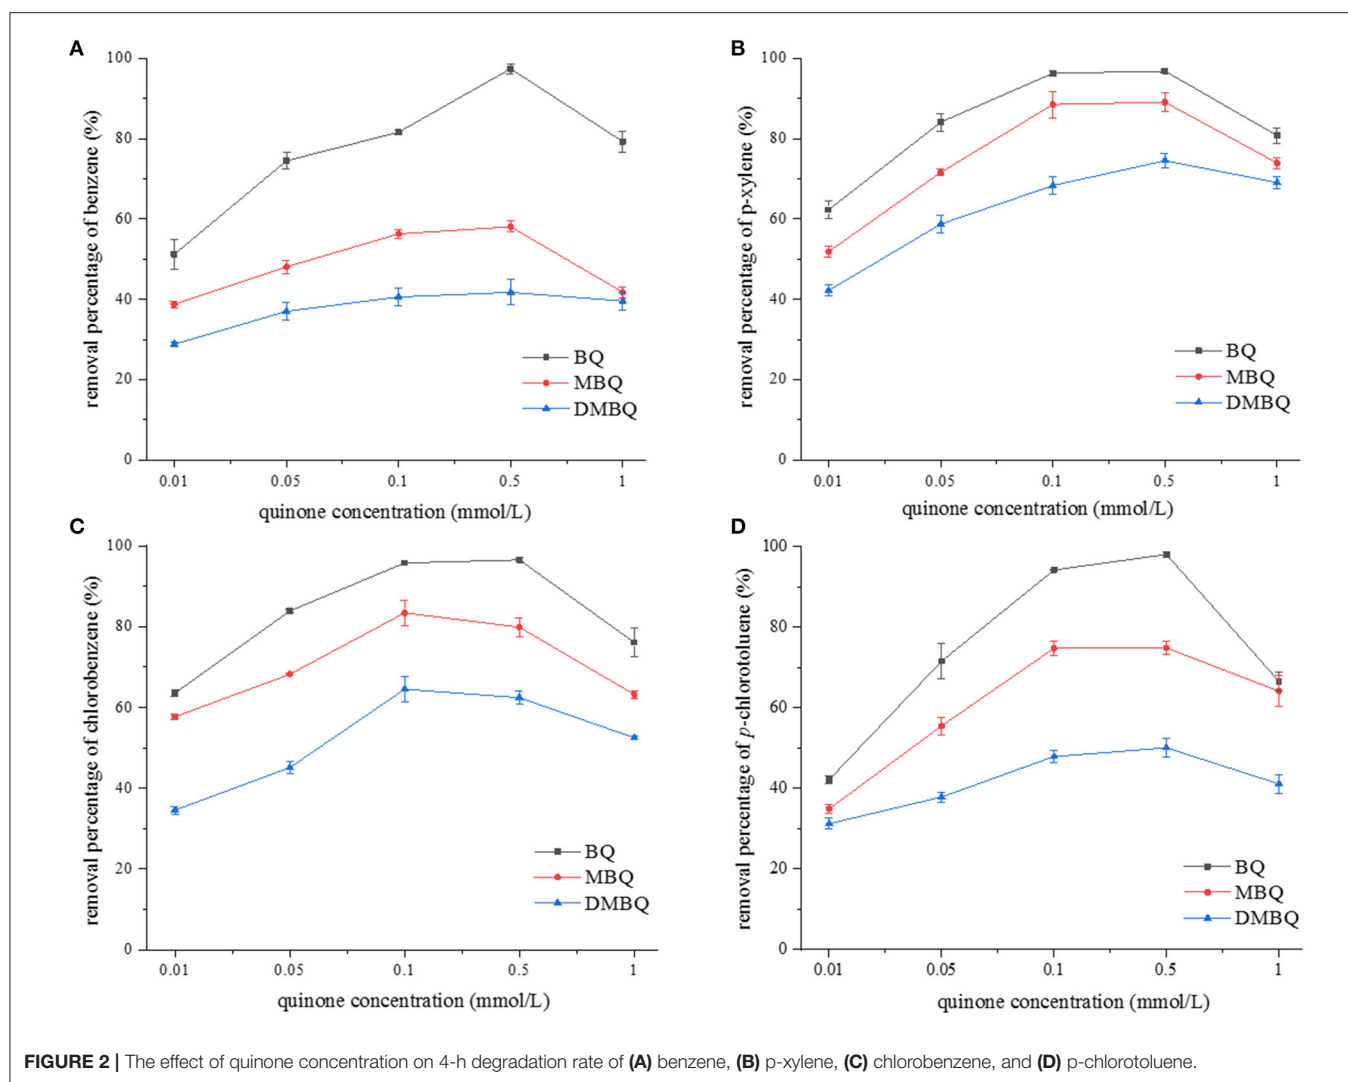 A
removal percentage of benzene (%)
100
80
60
40
20
0
BQ
MBQ
DMBQ
0.01 0.05 0.1 0.5 1
quinone concentration (mmol/L)
B
removal percentage of p-xylene (%)
100
80
60
40
20
0
BQ
MBQ
DMBQ
0.01 0.05 0.1 0.5 1
quinone concentration (mmol/L)
C
removal percentage of chlorobenzene (%)
100
80
60
40
20
0
BQ
MBQ
DMBQ
0.01 0.05 0.1 0.5 1
quinone concentration (mmol/L)
D
removal percentage of p-chlorotoluene (%)
100
80
60
40
20
0
BQ
MBQ
DMBQ
0.01 0.05 0.1 0.5 1
quinone concentration (mmol/L)
FIGURE 2 | The effect of quinone concentration on 4-h degradation rate of (A) benzene, (B) p-xylene, (C) chlorobenzene, and (D) p-chlorotoluene.